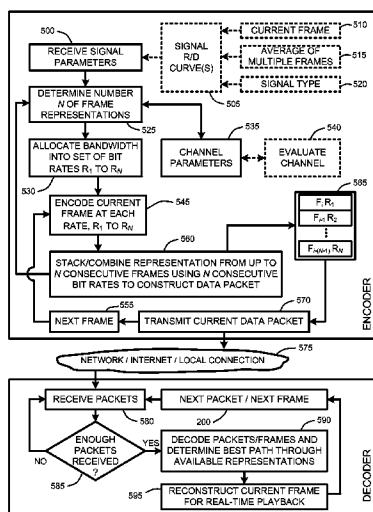 500
RECEIVE SIGNAL
PARAMETERS
SIGNAL
R/D
CURVE(S)
505
CURRENT FRAME
510
AVERAGE OF
MULTIPLE FRAMES
515
SIGNAL TYPE
520
DETERMINE NUMBER
N OF FRAME
REPRESENTATIONS
525
ALLOCATE BANDWIDTH
INTO SET OF BIT
RATES R1 TO RN
530
CHANNEL
PARAMETERS
535
EVALUATE
CHANNEL
540
ENCODE CURRENT
FRAME AT EACH
RATE, R1 TO RN
545
560
STACK/COMBINE REPRESENTATION FROM UP TO
N CONSECUTIVE FRAMES USING N CONSECUTIVE
BIT RATES TO CONSTRUCT DATA PACKET
565
Fi, R1
Fi-1, R2
Fi-(N-1), RN
555
NEXT FRAME
570
TRANSMIT CURRENT DATA PACKET
ENCODER
575
NETWORK / INTERNET / LOCAL CONNECTION
RECEIVE PACKETS
580
NEXT PACKET / NEXT FRAME
200
590
ENOUGH
PACKETS
RECEIVED
?
NO
YES
585
DECODE PACKETS/FRAMES AND
DETERMINE BEST PATH THROUGH
AVAILABLE REPRESENTATIONS
595
RECONSTRUCT CURRENT FRAME
FOR REAL-TIME PLAYBACK
DECODER